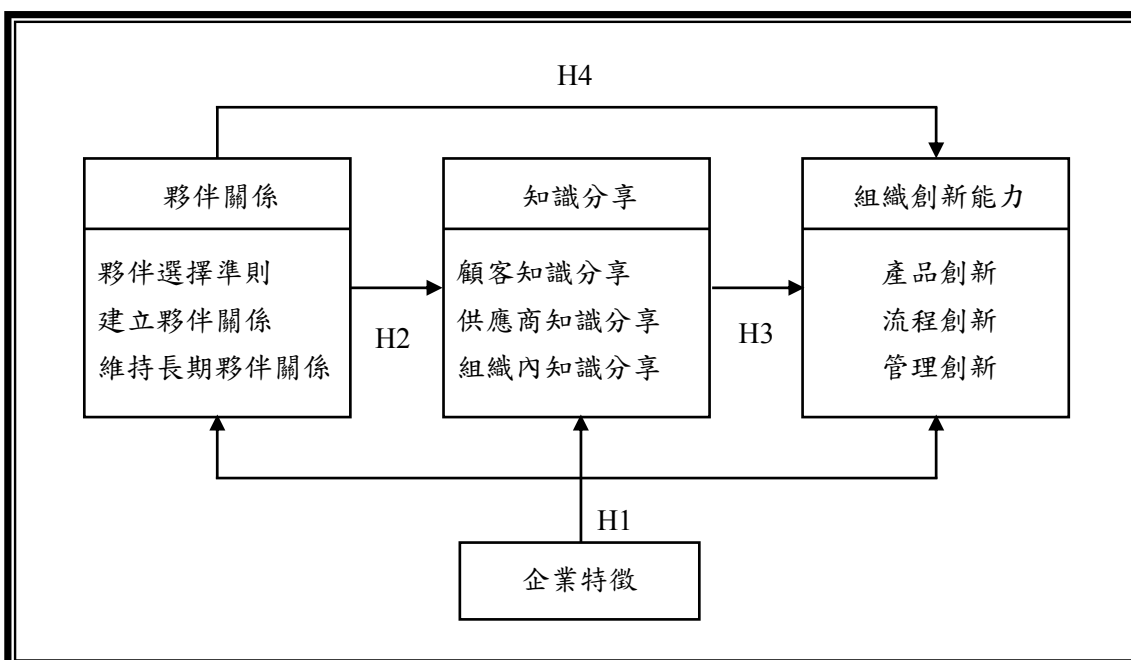 H4
夥伴關係
知識分享
組織創新能力
夥伴選擇準則
建立夥伴關係
維持長期夥伴關係
H2
顧客知識分享
供應商知識分享
組織內知識分享
H3
產品創新
流程創新
管理創新
H1
企業特徵